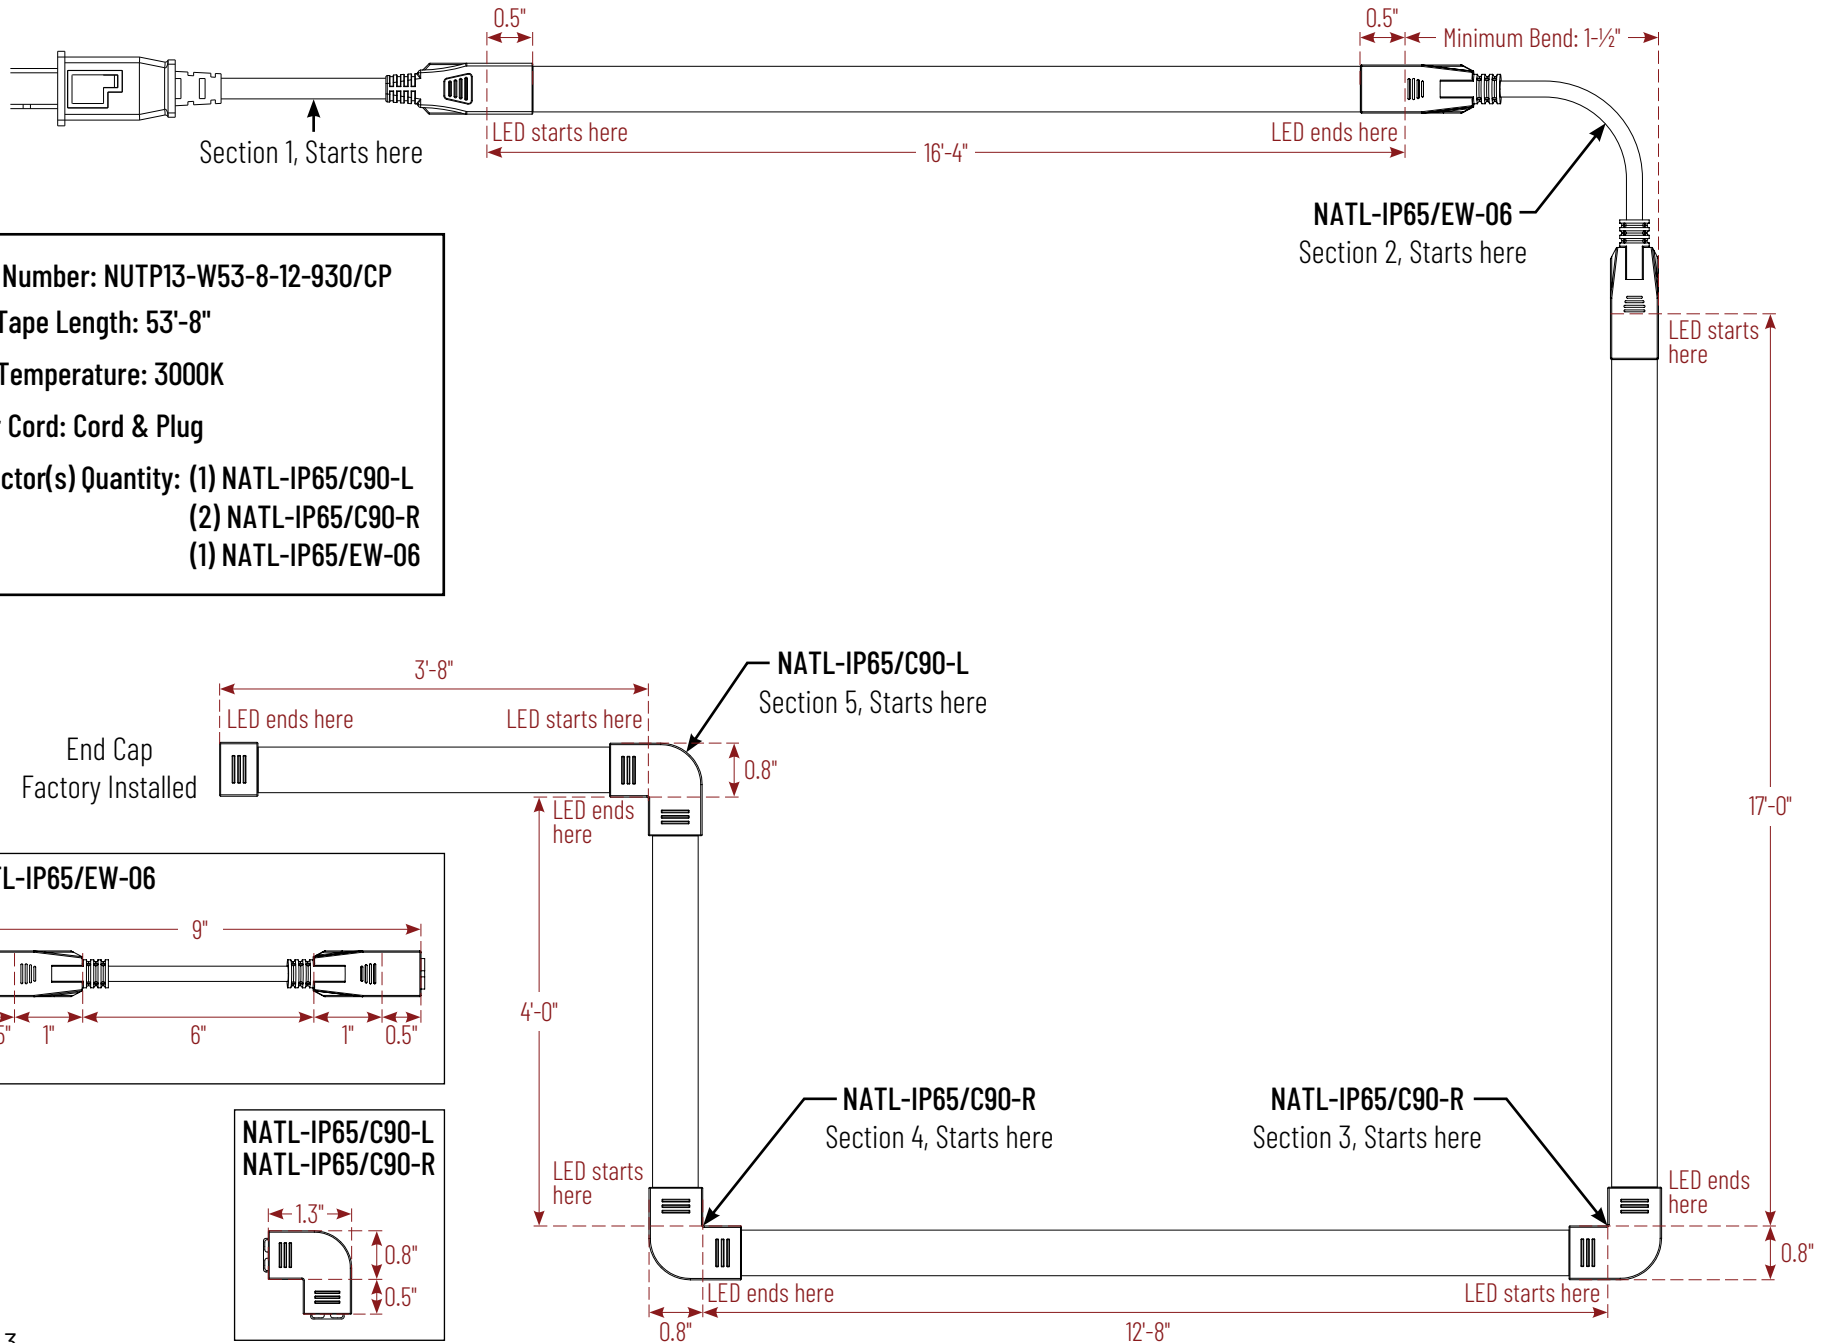 0.5"
0.5"
Minimum Bend: 1-½"
LED starts here
LED ends here
Section 1, Starts here
16'-4"
NATL-IP65/EW-06
Section 2, Starts here
Number: NUTP13-W53-8-12-930/CP
Tape Length: 53'-8"
Temperature: 3000K
Cord: Cord & Plug
Quantity: (1) NATL-IP65/C90-L
(2) NATL-IP65/C90-R
(1) NATL-IP65/EW-06
LED starts
here
3'-8"
NATL-IP65/C90-L
Section 5, Starts here
LED ends here
LED starts here
End Cap
Factory Installed
0.8"
LED ends
here
17'-0"
L-IP65/EW-06
9"
5"
1"
6"
1"
0.5"
4'-0"
NATL-IP65/C90-R
Section 4, Starts here
NATL-IP65/C90-R
Section 3, Starts here
NATL-IP65/C90-L
NATL-IP65/C90-R
1.3"
0.8"
0.5"
LED starts
here
LED ends
here
0.8"
LED ends here
LED starts here
0.8"
12'-8"
3